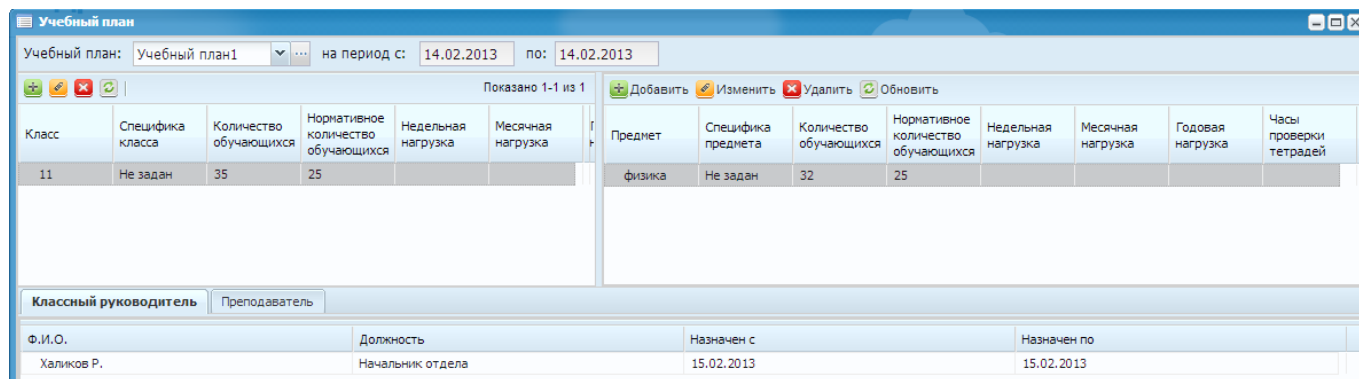 Учебный план
Учебный план: Учебный план1 ... на период с: 14.02.2013 по: 14.02.2013
Показано 1-1 из 1
Класс Специфика класса Количество обучающихся Нормативное количество обучающихся Недельная нагрузка Месячная нагрузка
11 Не задан 35 25
Добавить Изменить Удалить Обновить
Предмет Специфика предмета Количество обучающихся Нормативное количество обучающихся Недельная нагрузка Месячная нагрузка Годовая нагрузка Часы проверки тетрадей
физика Не задан 32 25
Классный руководитель Преподаватель
Ф.И.О. Должность Назначен с Назначен по
Халиков Р. Начальник отдела 15.02.2013 15.02.2013